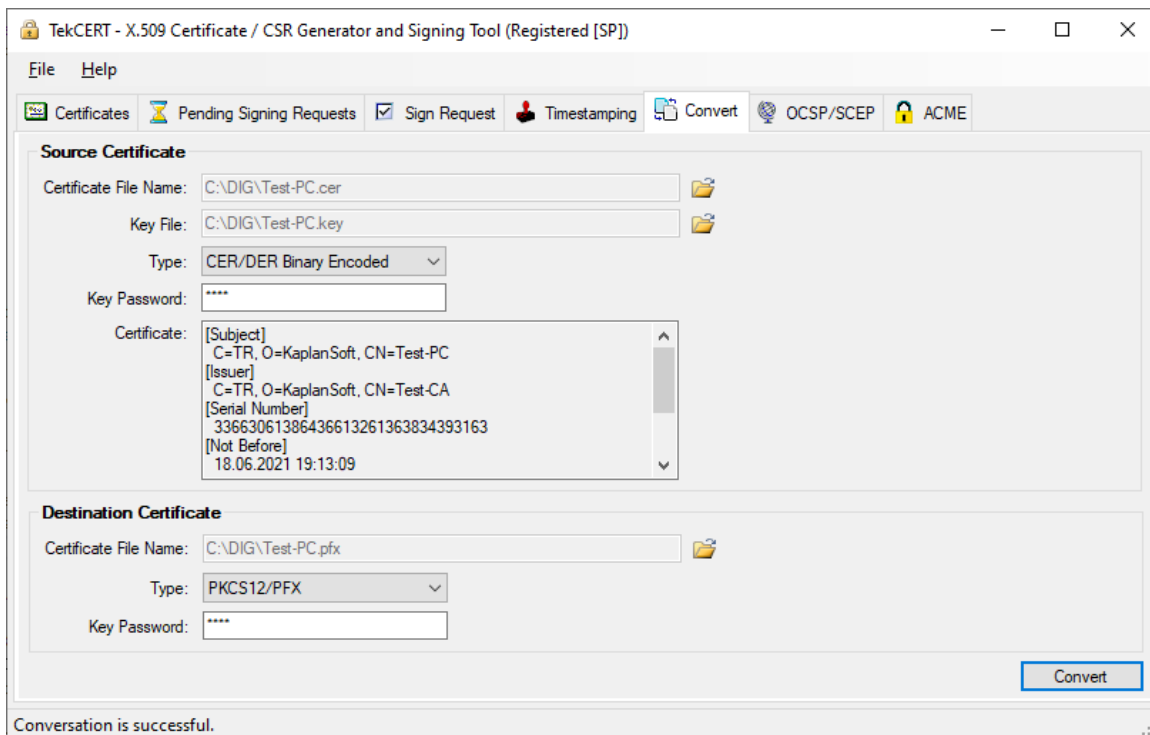 TekCERT - X.509 Certificate / CSR Generator and Signing Tool (Registered [SP])
File Help
Certificates Pending Signing Requests Sign Request Timestamping Convert OCSP/SCEP ACME
Source Certificate
Certificate File Name: C:\DIG\Test-PC.cer
Key File: C:\DIG\Test-PC.key
Type: CER/DER Binary Encoded
Key Password: ****
Certificate: [Subject]
C=TR, O=KaplanSoft, CN=Test-PC
[Issuer]
C=TR, O=KaplanSoft, CN=Test-CA
[Serial Number]
33663061386436613261363834393163
[Not Before]
18.06.2021 19:13:09
Destination Certificate
Certificate File Name: C:\DIG\Test-PC.pfx
Type: PKCS12/PFX
Key Password: ****
Convert
Conversation is successful.